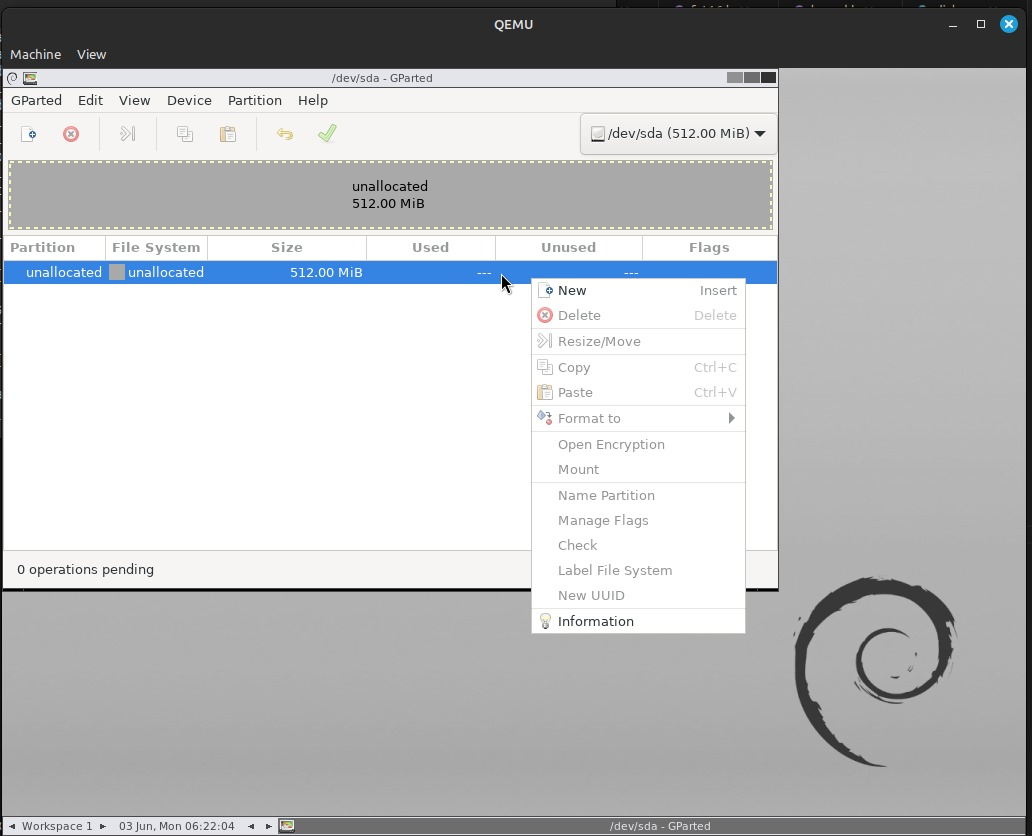 QEMU
Machine View
/dev/sda - GParted
GParted Edit View Device Partition Help
/dev/sda (512.00 MiB)
unallocated
512.00 MiB
Partition File System Size Used Unused Flags
unallocated unallocated 512.00 MiB --- ---
New Insert
Delete Delete
Resize/Move
Copy Ctrl+C
Paste Ctrl+V
Format to
Open Encryption
Mount
Name Partition
Manage Flags
Check
Label File System
New UUID
Information
0 operations pending
Workspace 1 03 Jun, Mon 06:22:04 /dev/sda - GParted